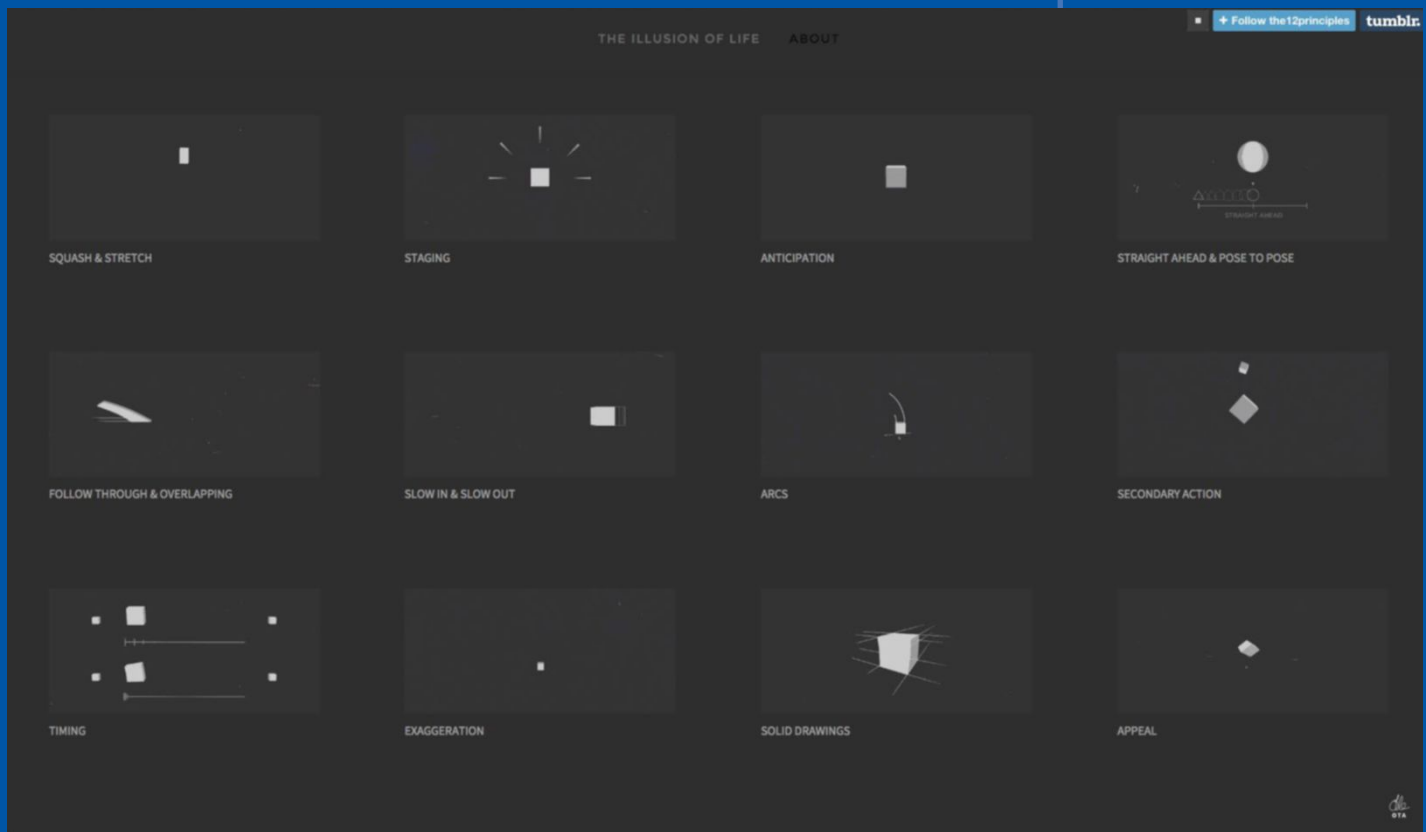 + Follow the12principles tumblr.
THE ILLUSION OF LIFE ABOUT
STRAIGHT AHEAD
SQUASH & STRETCH STAGING ANTICIPATION STRAIGHT AHEAD & POSE TO POSE
FOLLOW THROUGH & OVERLAPPING SLOW IN & SLOW OUT ARCS SECONDARY ACTION
TIMING EXAGGERATION SOLID DRAWINGS APPEAL
OTA